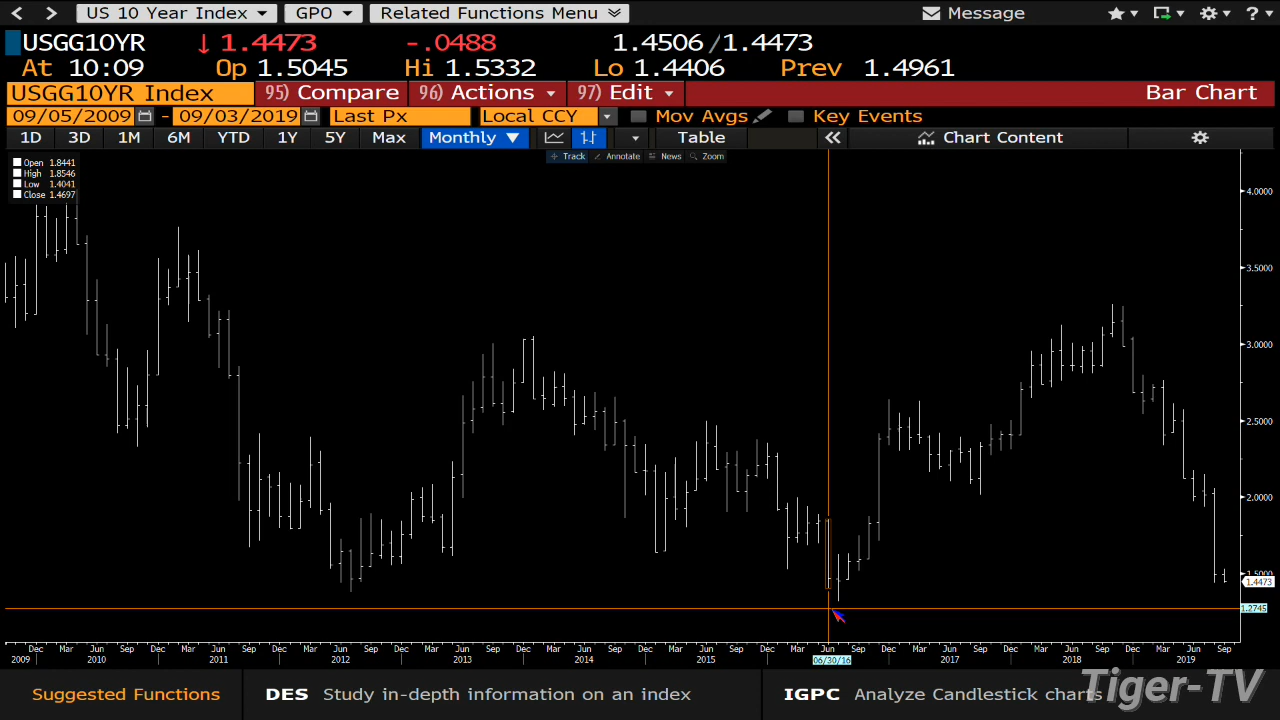 US 10 Year Index GPO Related Functions Menu Message ?
USGG10YR ↓ 1.4473 -.0488 1.4506 /1.4473
At 10:09 Op 1.5045 Hi 1.5332 Lo 1.4406 Prev 1.4961
USGG10YR Index 95) Compare 96) Actions 97) Edit Bar Chart
09/05/2009 - 09/03/2019 Last Px Local CCY Mov Avgs Key Events
1D 3D 1M 6M YTD 1Y 5Y Max Monthly ▼ Table « Chart Content
Track Annotate News Zoom
Open 1.8441
High 1.8546
Low 1.4041
Close 1.4697
4.0000
3.5000
3.0000
2.5000
2.0000
1.5000
1.4473
1.2745
Dec Mar Jun Sep Dec Mar Jun Sep Dec Mar Jun Sep Dec Mar Jun Sep Dec Mar Jun Sep Dec Mar Jun Sep Dec Mar Jun Sep Dec Mar Jun Sep Dec Mar Jun Sep Dec Mar Jun Sep
2009 2010 2011 2012 2013 2014 2015 06/30/16 2017 2018 2019
Suggested Functions DES Study in-depth information on an index IGPC Analyze Candlestick charts
Tiger-TV